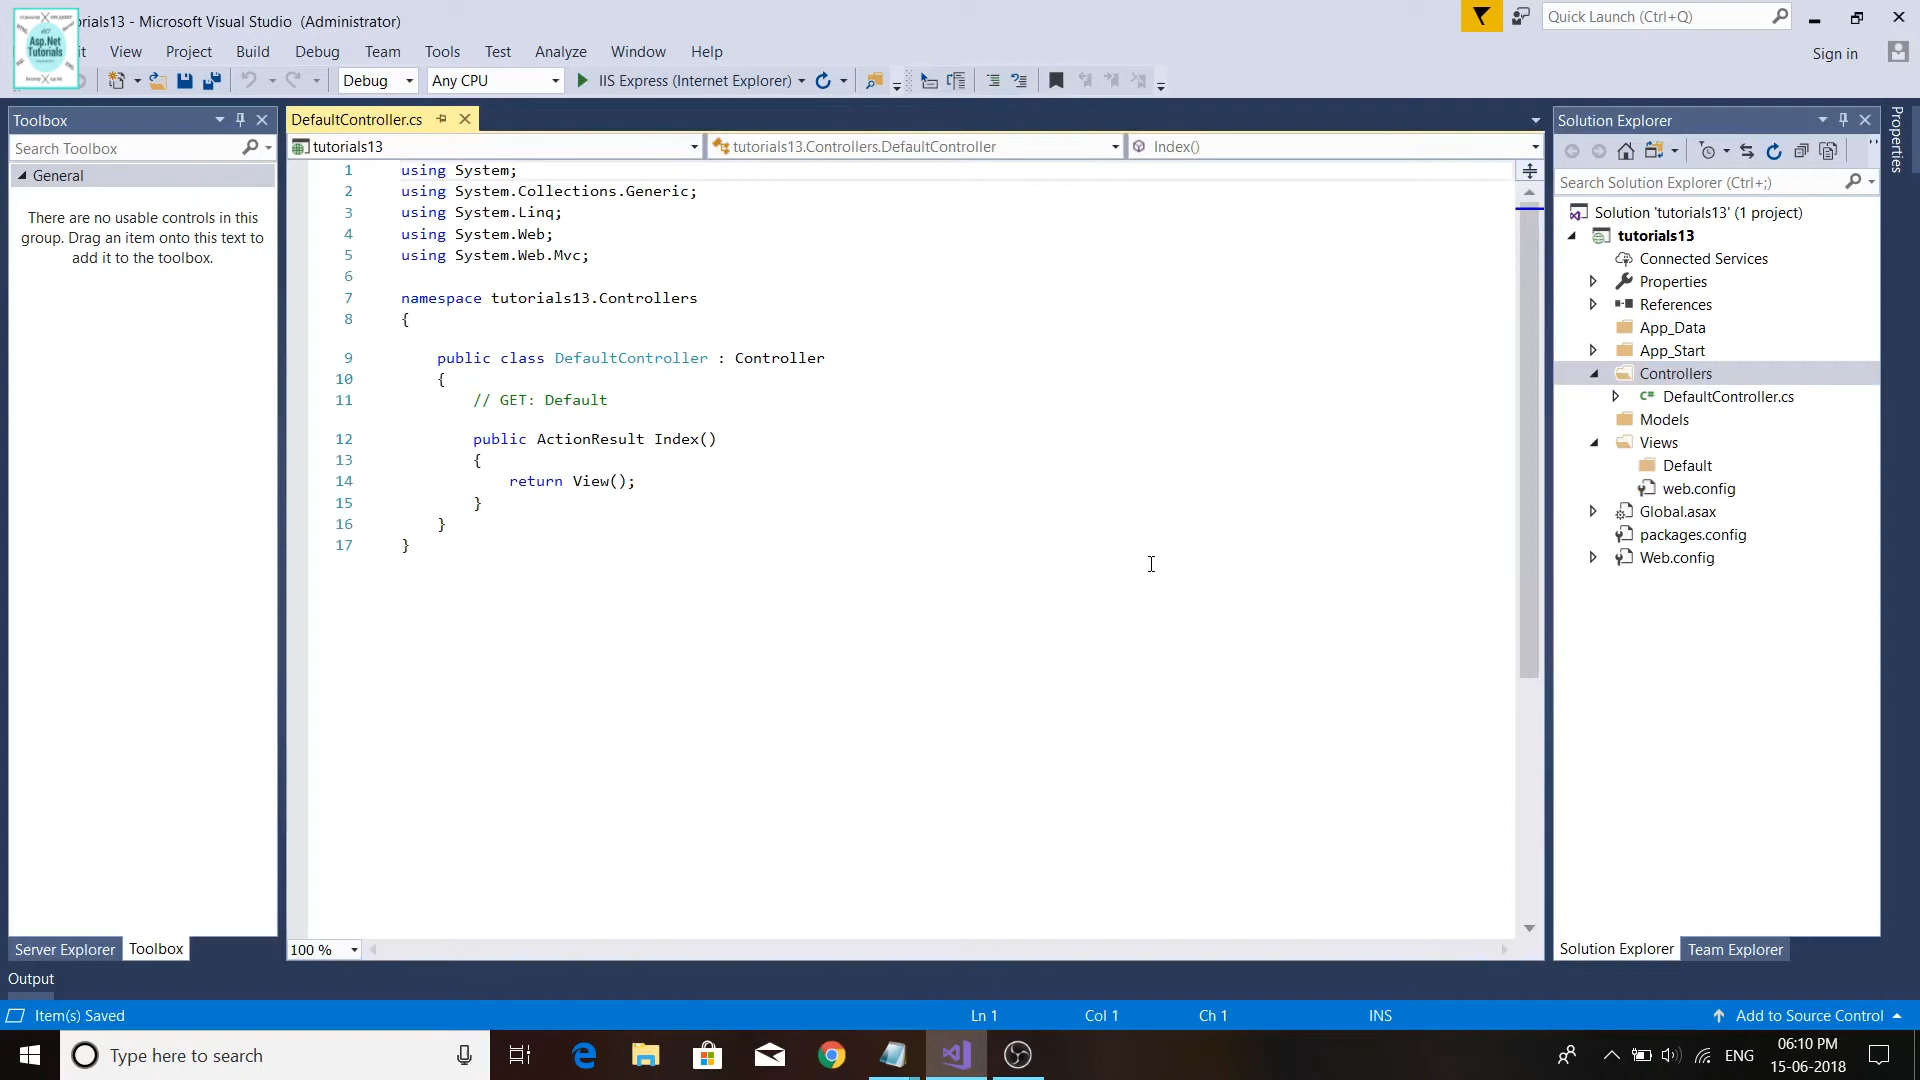 rials13 - Microsoft Visual Studio (Administrator)
Quick Launch (Ctrl+Q)
Asp.Net
Tutorials
it View Project Build Debug Team Tools Test Analyze Window Help
Sign in
Debug Any CPU IIS Express (Internet Explorer)
Toolbox
Search Toolbox
General
There are no usable controls in this
group. Drag an item onto this text to
add it to the toolbox.
Server Explorer Toolbox
DefaultController.cs
tutorials13 tutorials13.Controllers.DefaultController Index()
1 using System;
2 using System.Collections.Generic;
3 using System.Linq;
4 using System.Web;
5 using System.Web.Mvc;
6
7 namespace tutorials13.Controllers
8 {
9 public class DefaultController : Controller
10 {
11 // GET: Default
12 public ActionResult Index()
13 {
14 return View();
15 }
16 }
17 }
100 %
Solution Explorer
Search Solution Explorer (Ctrl+;)
Solution 'tutorials13' (1 project)
tutorials13
Connected Services
Properties
References
App_Data
App_Start
Controllers
C# DefaultController.cs
Models
Views
Default
web.config
Global.asax
packages.config
Web.config
Solution Explorer Team Explorer
Properties
Output
Item(s) Saved Ln 1 Col 1 Ch 1 INS Add to Source Control
Type here to search
ENG
06:10 PM
15-06-2018